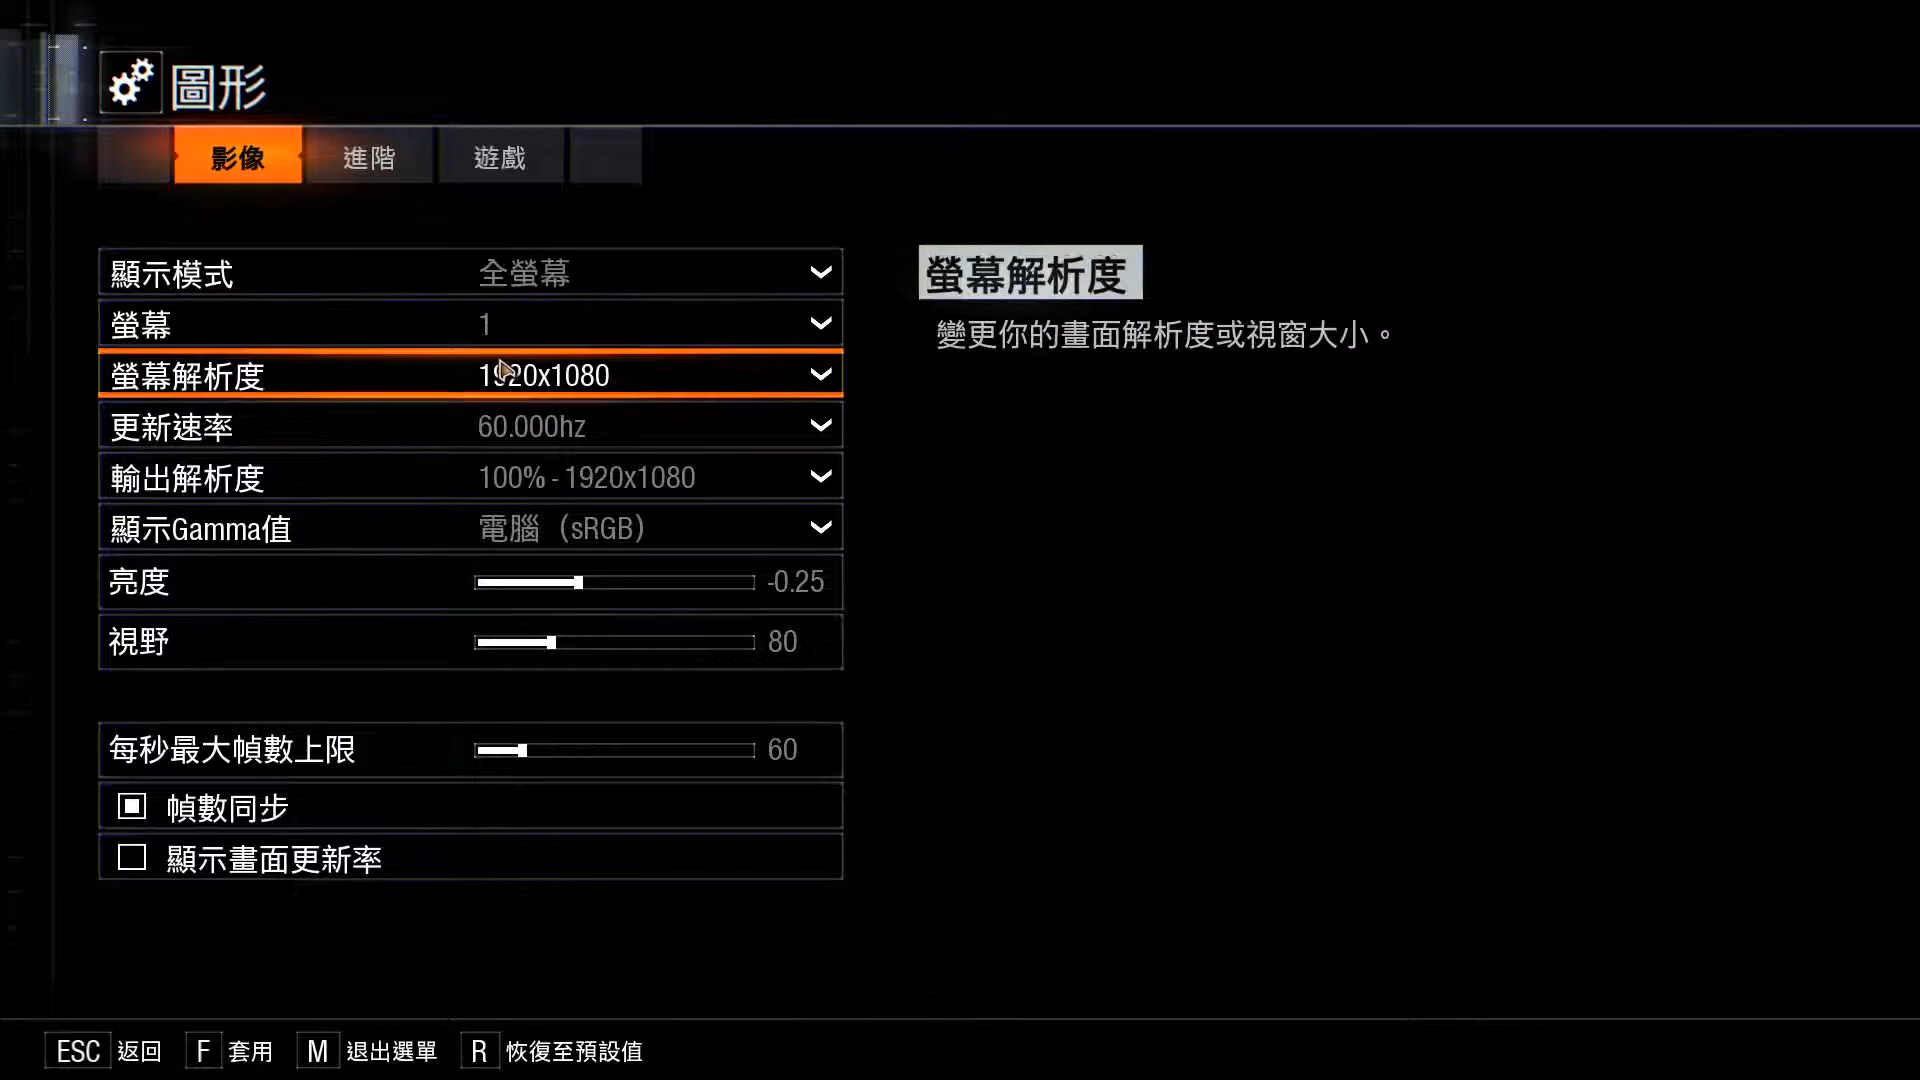 圖形
影像 進階 遊戲
顯示模式 全螢幕
螢幕 1
螢幕解析度 1920x1080
更新速率 60.000hz
輸出解析度 100% - 1920x1080
顯示Gamma值 電腦（sRGB）
亮度 -0.25
視野 80
每秒最大幀數上限 60
幀數同步
顯示畫面更新率
螢幕解析度
變更你的畫面解析度或視窗大小。
ESC 返回 F 套用 M 退出選單 R 恢復至預設值